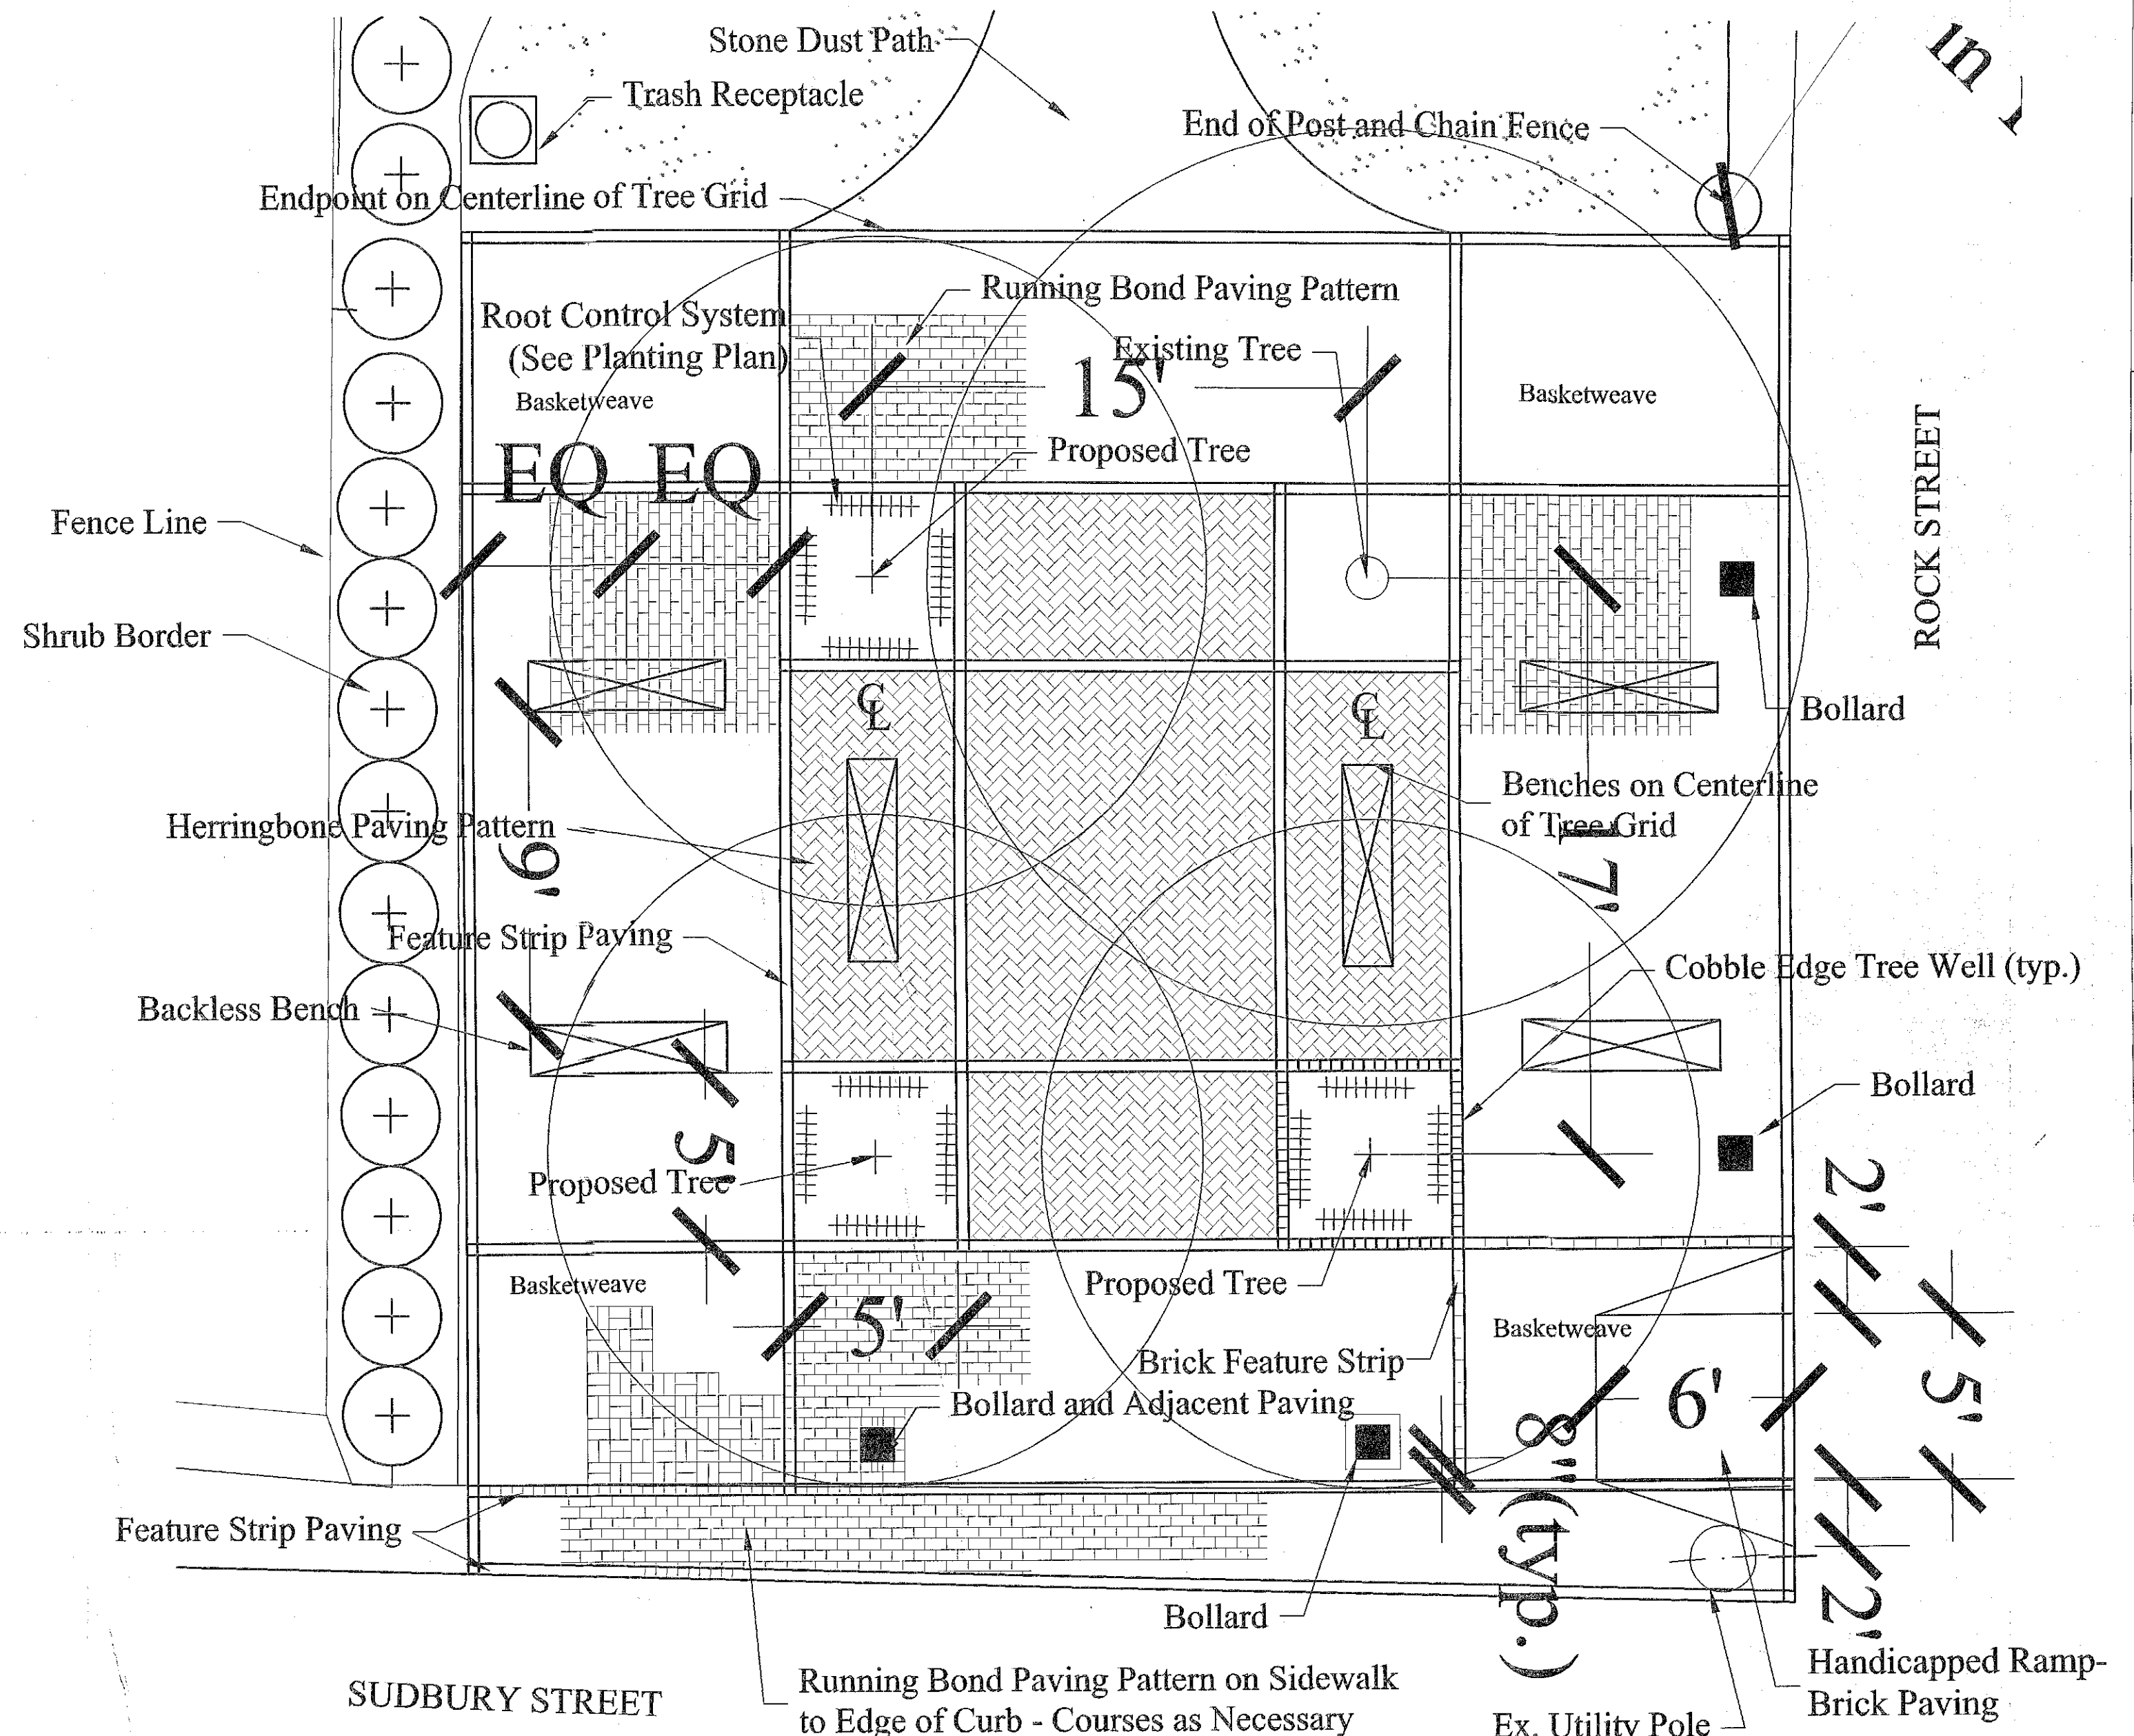 Stone Dust Path
in
Trash Receptacle
End of Post and Chain Fence
Endpoint on Centerline of Tree Grid
Running Bond Paving Pattern
Root Control System
(See Planting Plan)
Existing Tree
15'
Basketweave
Basketweave
EQ EQ
Proposed Tree
Fence Line
ROCK STREET
Shrub Border
CL
CL
Bollard
Benches on Centerline
of Tree Grid
Herringbone Paving Pattern
9'
17'
Feature Strip Paving
Cobble Edge Tree Well (typ.)
Backless Bench
Bollard
5'
Proposed Tree
2'
Basketweave
Proposed Tree
5'
Basketweave
Brick Feature Strip
6'
5'
Bollard and Adjacent Paving
8" (typ.)
Feature Strip Paving
2'
Bollard
Handicapped Ramp-
Brick Paving
SUDBURY STREET
Running Bond Paving Pattern on Sidewalk
to Edge of Curb - Courses as Necessary
Ex. Utility Pole